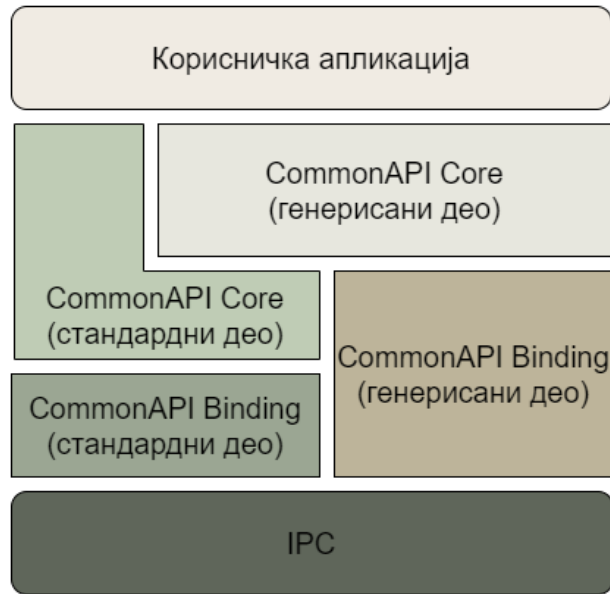 Корисничка апликација
CommonAPI Core
(генерисани део)
CommonAPI Core
(стандардни део)
CommonAPI Binding
(генерисани део)
CommonAPI Binding
(стандардни део)
IPC